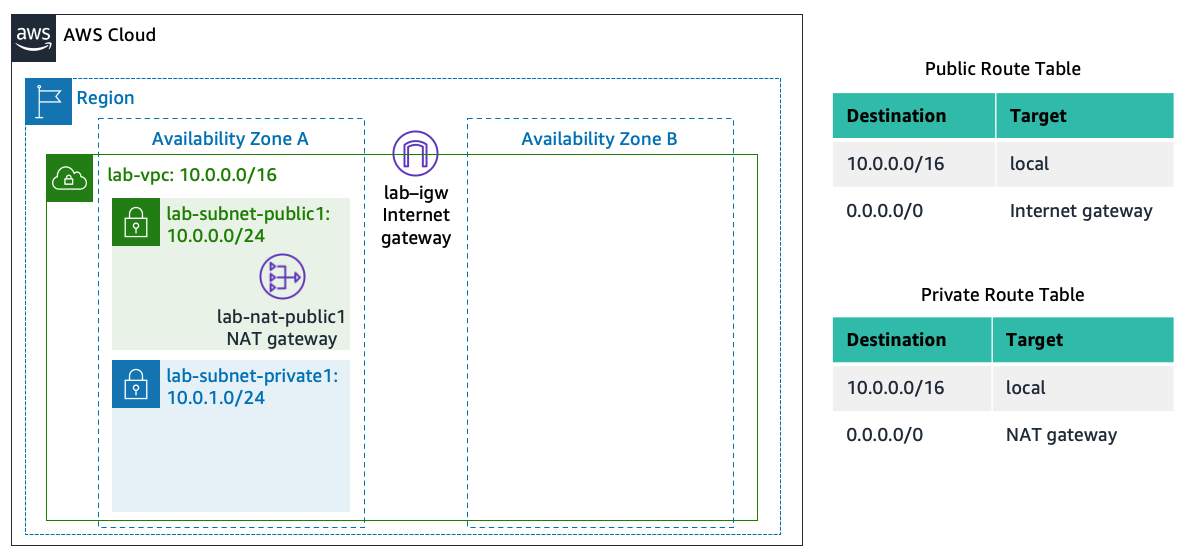 aws
AWS Cloud
Region
Availability Zone A
Availability Zone B
lab-vpc: 10.0.0.0/16
lab–igw
Internet
gateway
lab-subnet-public1:
10.0.0.0/24
lab-nat-public1
NAT gateway
lab-subnet-private1:
10.0.1.0/24
Public Route Table
Destination Target
10.0.0.0/16 local
0.0.0.0/0 Internet gateway
Private Route Table
Destination Target
10.0.0.0/16 local
0.0.0.0/0 NAT gateway